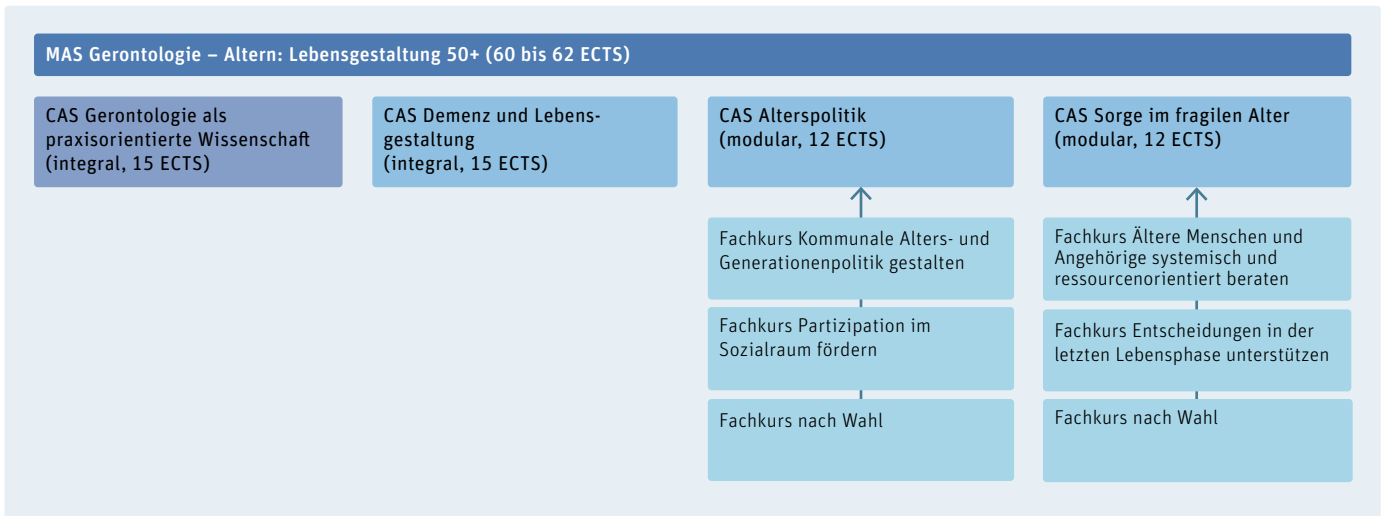 MAS Gerontologie – Altern: Lebensgestaltung 50+ (60 bis 62 ECTS)
CAS Gerontologie als
praxisorientierte Wissenschaft
(integral, 15 ECTS)
CAS Demenz und Lebens-
gestaltung
(integral, 15 ECTS)
CAS Alterspolitik
(modular, 12 ECTS)
CAS Sorge im fragilen Alter
(modular, 12 ECTS)
Fachkurs Kommunale Alters- und
Generationenpolitik gestalten
Fachkurs Partizipation im
Sozialraum fördern
Fachkurs nach Wahl
Fachkurs Ältere Menschen und
Angehörige systemisch und
ressourcenorientiert beraten
Fachkurs Entscheidungen in der
letzten Lebensphase unterstützen
Fachkurs nach Wahl